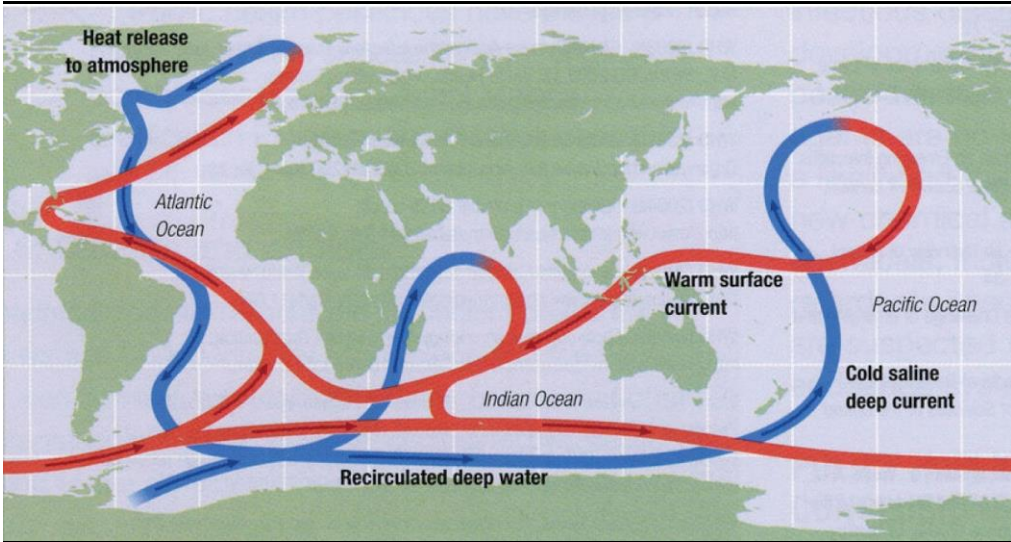 Heat release
to atmosphere
Atlantic
Ocean
Warm surface
current
Pacific Ocean
Cold saline
deep current
Indian Ocean
Recirculated deep water